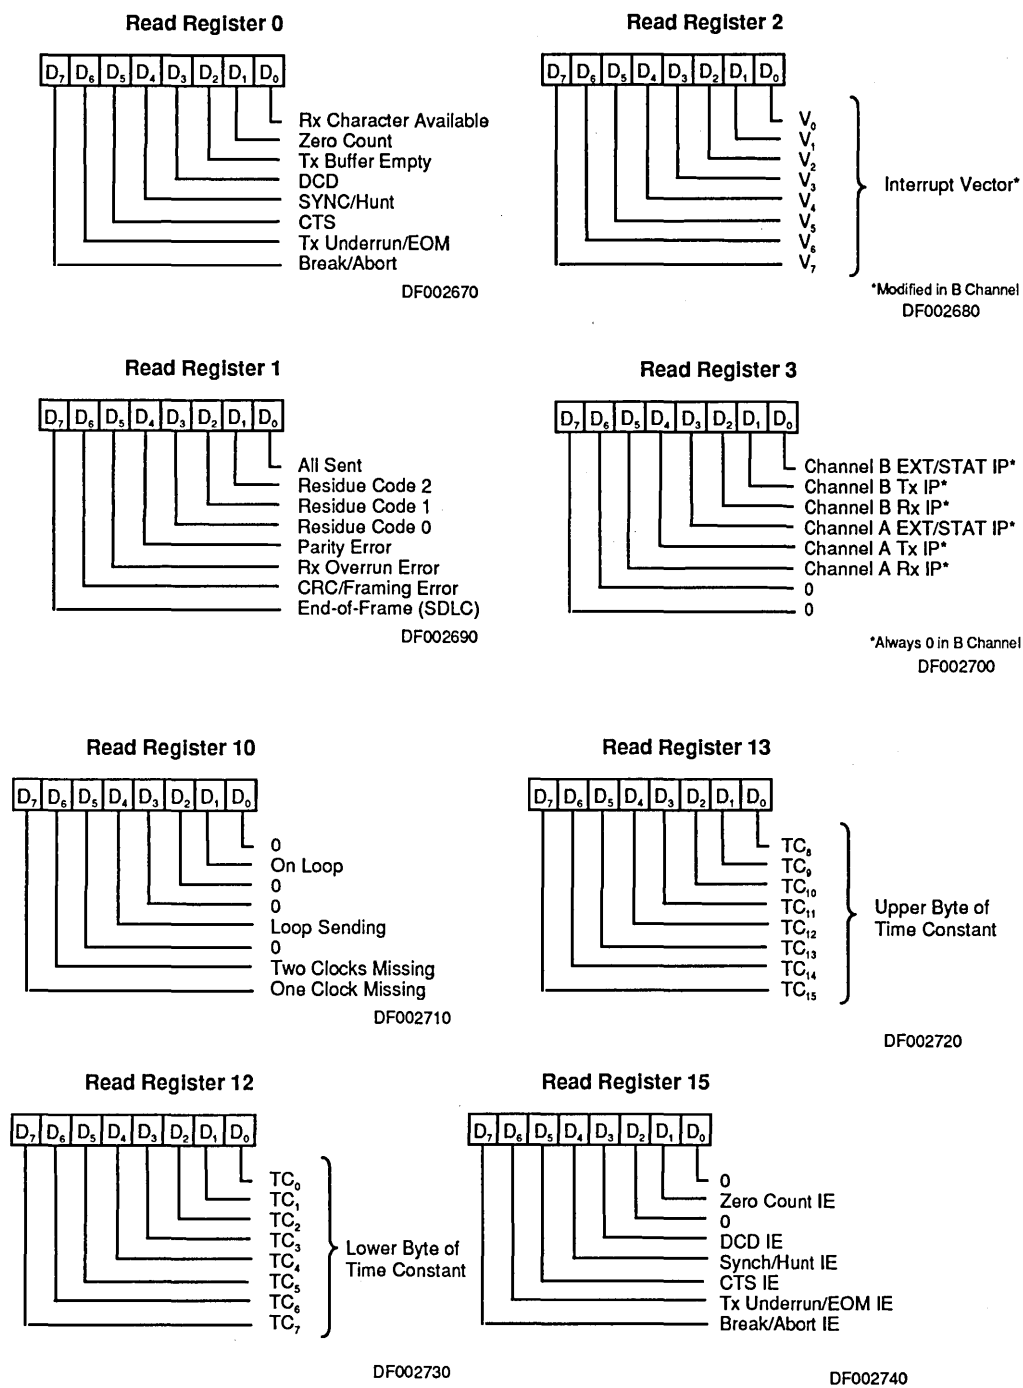 Read Register 0
D7 D6 D5 D4 D3 D2 D1 D0
Rx Character Available
Zero Count
Tx Buffer Empty
DCD
SYNC/Hunt
CTS
Tx Underrun/EOM
Break/Abort
DF002670
Read Register 2
D7 D6 D5 D4 D3 D2 D1 D0
V0
V1
V2
V3
V4
V5
V6
V7
Interrupt Vector*
*Modified in B Channel
DF002680
Read Register 1
D7 D6 D5 D4 D3 D2 D1 D0
All Sent
Residue Code 2
Residue Code 1
Residue Code 0
Parity Error
Rx Overrun Error
CRC/Framing Error
End-of-Frame (SDLC)
DF002690
Read Register 3
D7 D6 D5 D4 D3 D2 D1 D0
Channel B EXT/STAT IP*
Channel B Tx IP*
Channel B Rx IP*
Channel A EXT/STAT IP*
Channel A Tx IP*
Channel A Rx IP*
0
0
*Always 0 in B Channel
DF002700
Read Register 10
D7 D6 D5 D4 D3 D2 D1 D0
0
On Loop
0
0
Loop Sending
0
Two Clocks Missing
One Clock Missing
DF002710
Read Register 13
D7 D6 D5 D4 D3 D2 D1 D0
TC8
TC9
TC10
TC11
TC12
TC13
TC14
TC15
Upper Byte of
Time Constant
DF002720
Read Register 12
D7 D6 D5 D4 D3 D2 D1 D0
TC0
TC1
TC2
TC3
TC4
TC5
TC6
TC7
Lower Byte of
Time Constant
DF002730
Read Register 15
D7 D6 D5 D4 D3 D2 D1 D0
0
Zero Count IE
0
DCD IE
Synch/Hunt IE
CTS IE
Tx Underrun/EOM IE
Break/Abort IE
DF002740